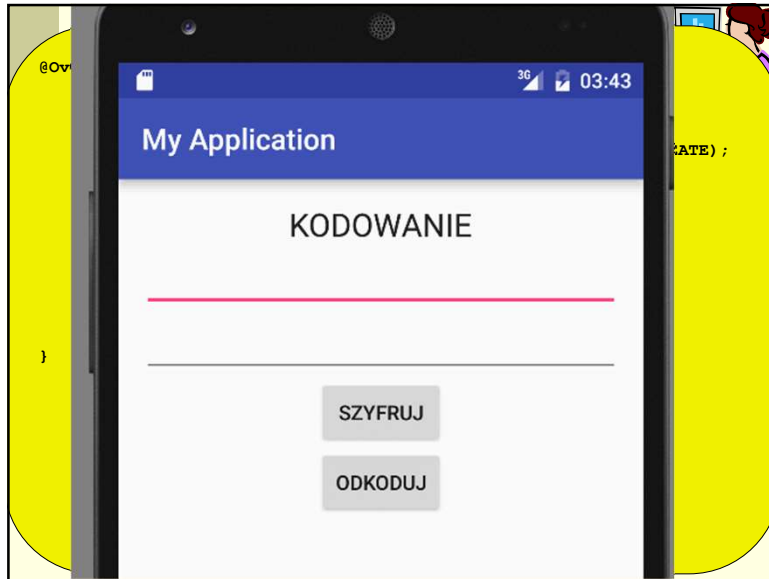 @Ov
3G 03:43
My Application
ATE);
KODOWANIE
}
SZYFRUJ
ODKODUJ